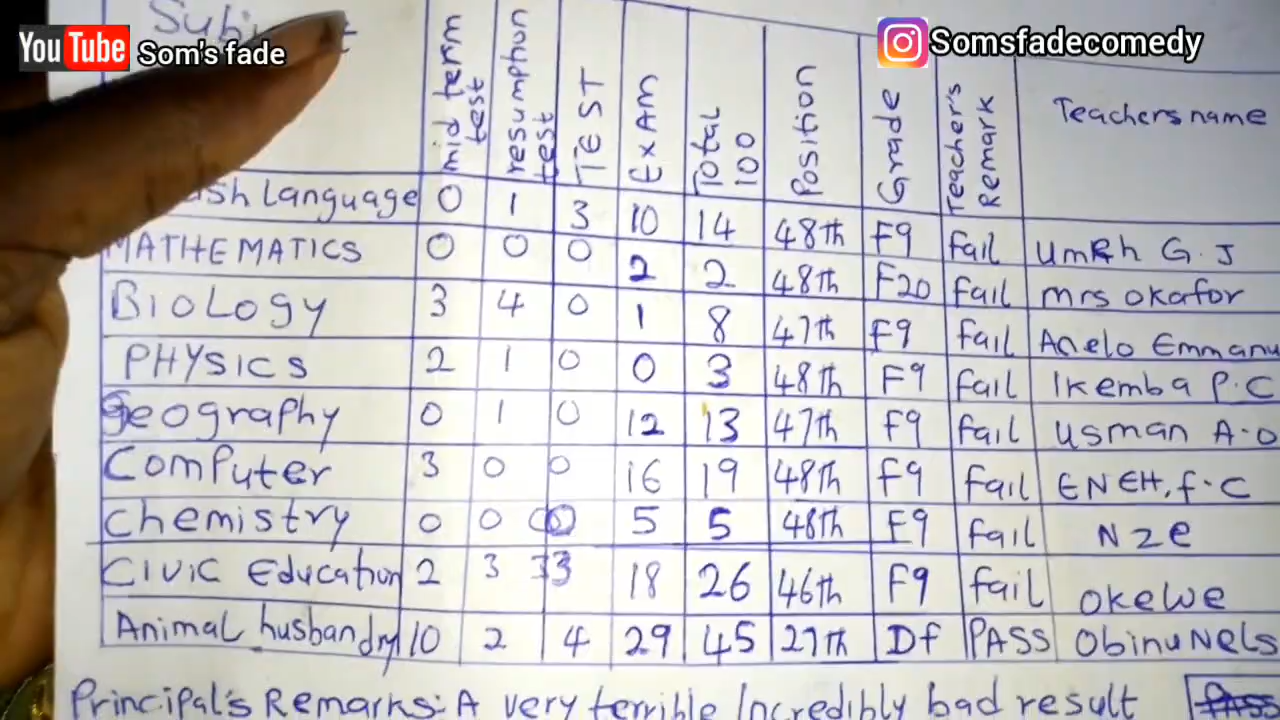 YouTube Som's fade
Somsfadecomedy
mid term test resumption test TEST ExAM Total 100 Position Grade Teacher's Remark Teachers name
Language 0 1 3 10 14 48th F9 fail G.J
MATHEMATICS 0 0 0 2 2 48th F20 fail mrs okafor
BIOLOGY 3 4 0 1 8 47th F9 fail Emmanu
PHYSICS 2 1 0 0 3 48th F9 fail Ikemba P.C
Geography 0 1 0 12 13 47th F9 fail usman A.O
Computer 3 0 0 16 19 48th F9 fail ENEH, f.C
Chemistry 0 0 0 5 5 48th F9 fail Nze
Civic Education 2 3 3 18 26 46th F9 fail Okewe
Animal husbandry 10 2 4 29 45 27th Df PASS Obinu Nels
Principal's Remarks: A very terrible Incredibly bad result Pass